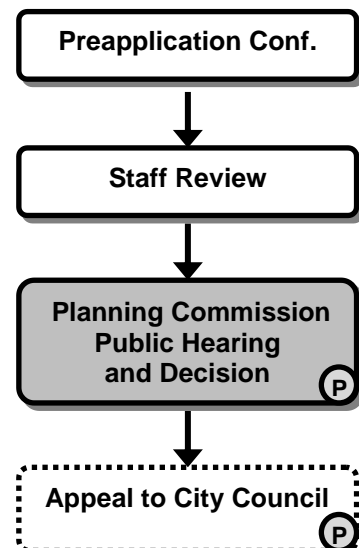 Preapplication Conf.
Staff Review
Planning Commission
Public Hearing
and Decision
P
Appeal to City Council
P